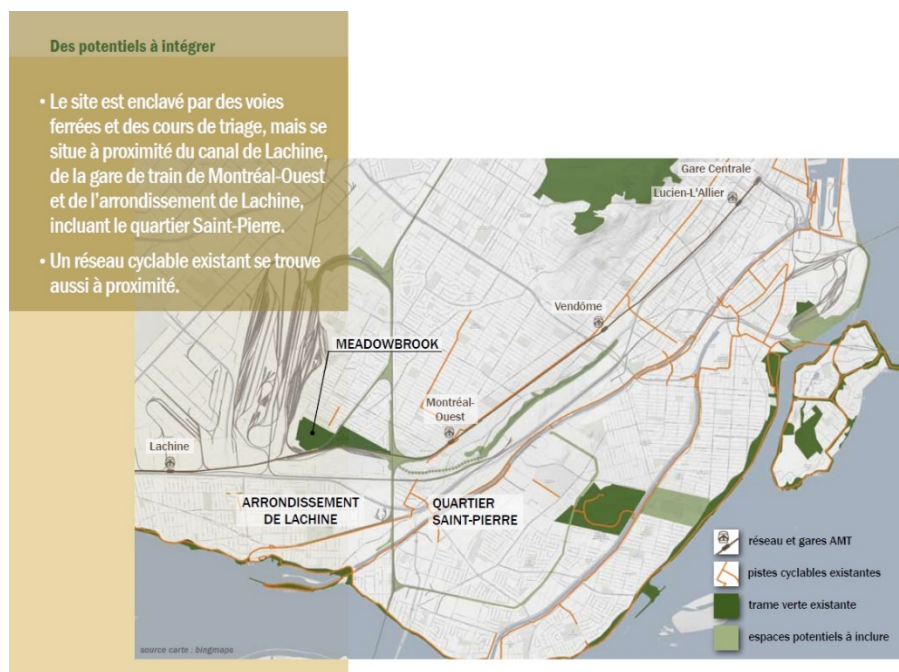 Des potentiels à intégrer
• Le site est enclavé par des voies
ferrées et des cours de triage, mais se
situe à proximité du canal de Lachine,
de la gare de train de Montréal-Ouest
et de l'arrondissement de Lachine,
incluant le quartier Saint-Pierre.
• Un réseau cyclable existant se trouve
aussi à proximité.
Gare Centrale
Lucien-L'Allier
Vendôme
MEADOWBROOK
Montréal-
Ouest
Lachine
ARRONDISSEMENT
DE LACHINE
QUARTIER
SAINT-PIERRE
réseau et gares AMT
pistes cyclables existantes
trame verte existante
espaces potentiels à inclure
source carte : bingmaps